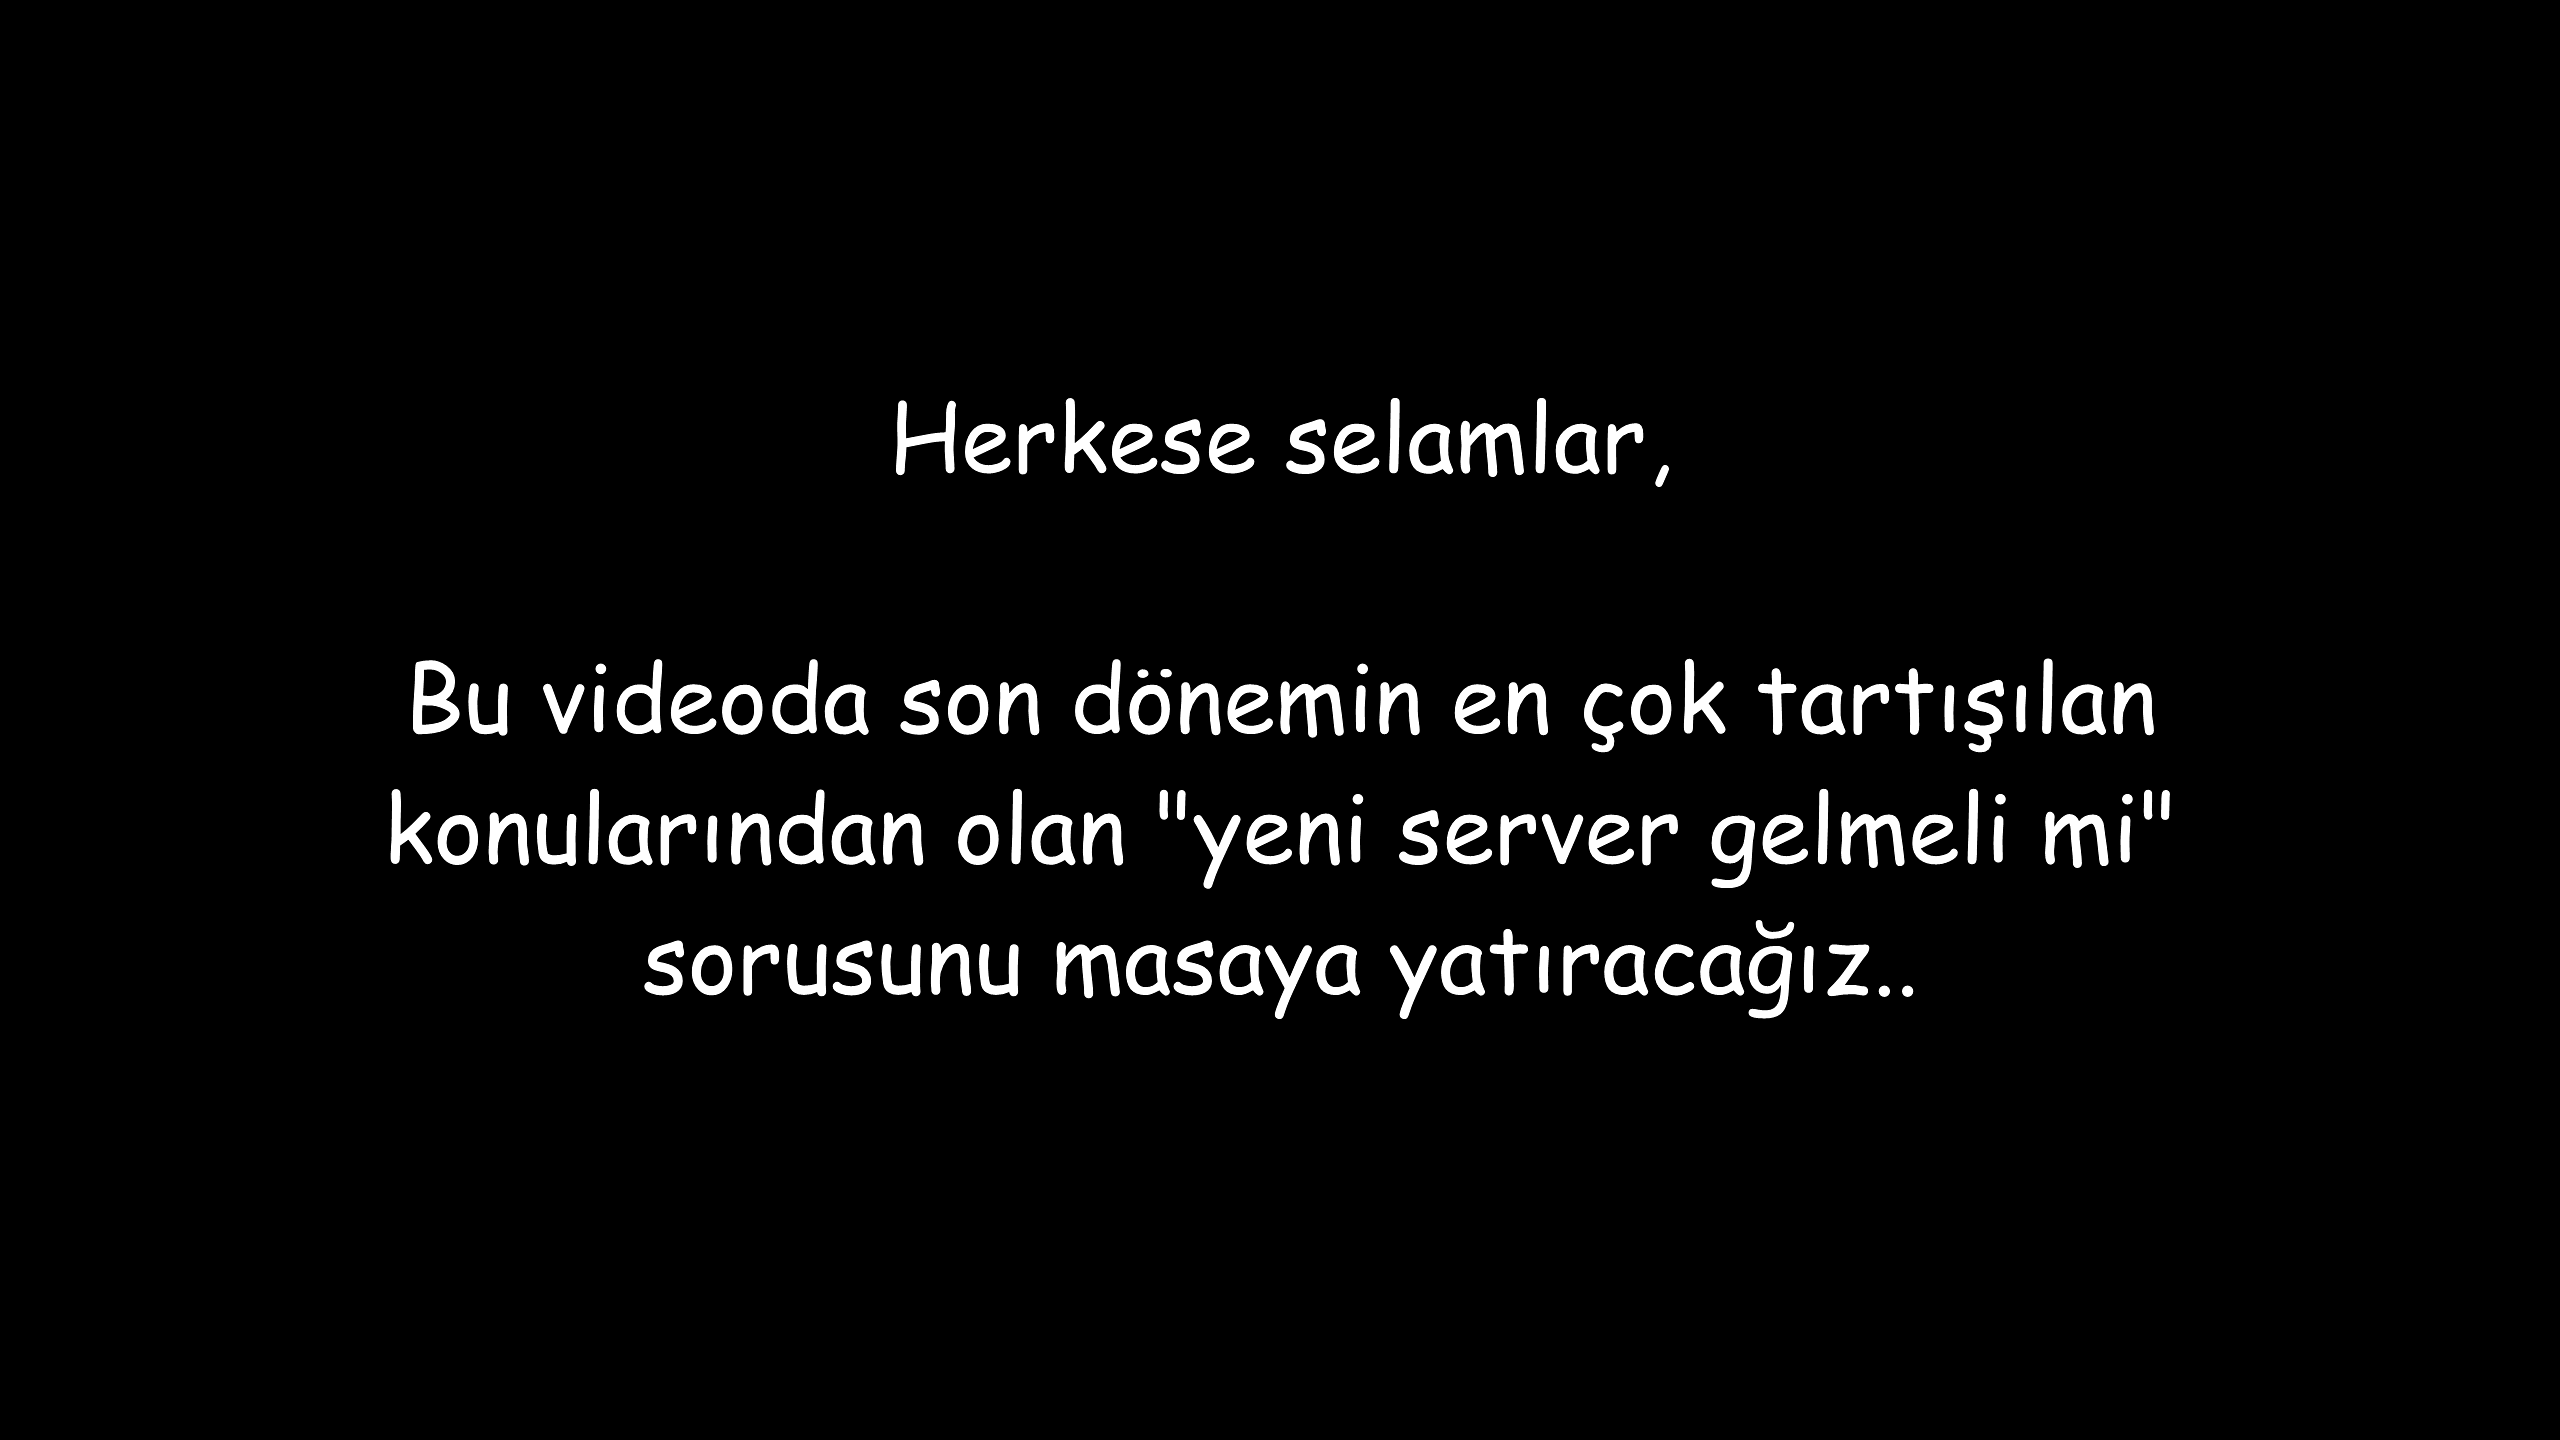 Herkese selamlar,
Bu videoda son dönemin en çok tartışılan
konularından olan "yeni server gelmeli mi"
sorusunu masaya yatıracağız..